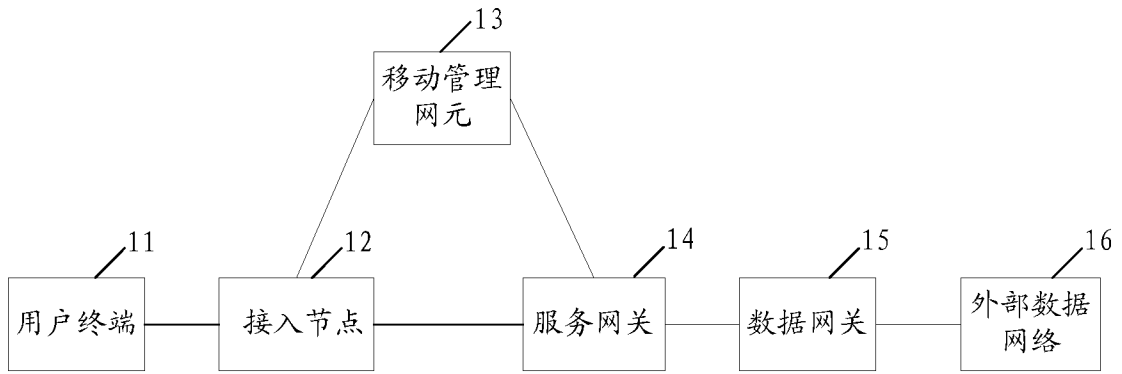 13
移动管理
网元
11
12
14
15
16
用户终端
接入节点
服务网关
数据网关
外部数据
网络